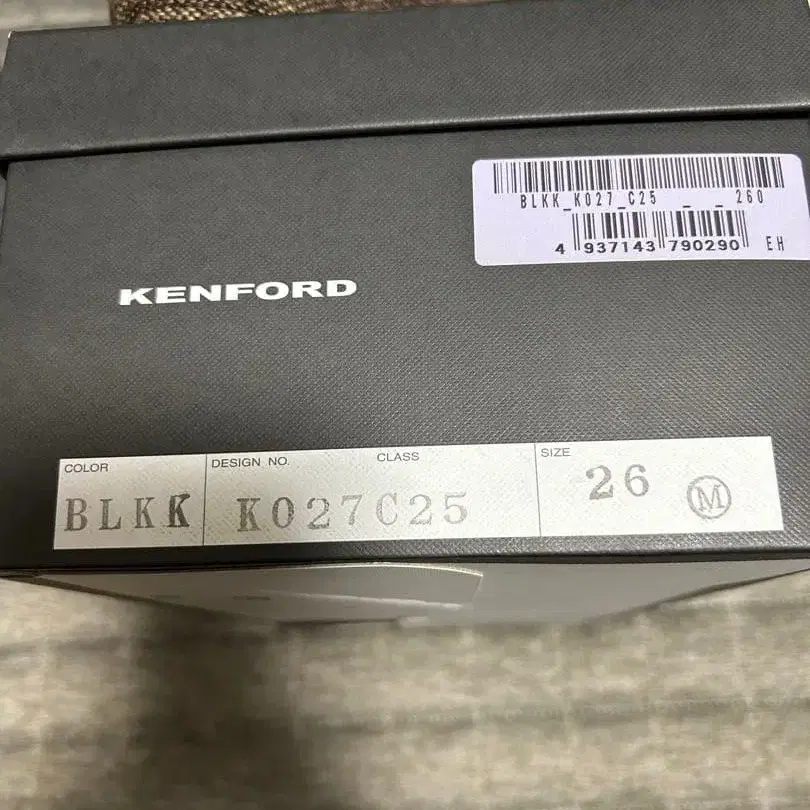 BLKK_K027_C25 _ _ 260
4 937143 790290 EH
KENFORD
COLOR DESIGN NO. CLASS SIZE
BLKK K027C25 26 M